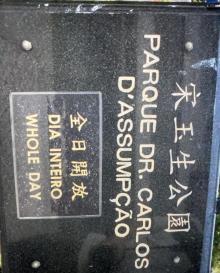 宋玉生公園
PARQUE DR. CARLOS
D'ASSUMPÇÃO
全日開放
DIA INTEIRO
WHOLE DAY